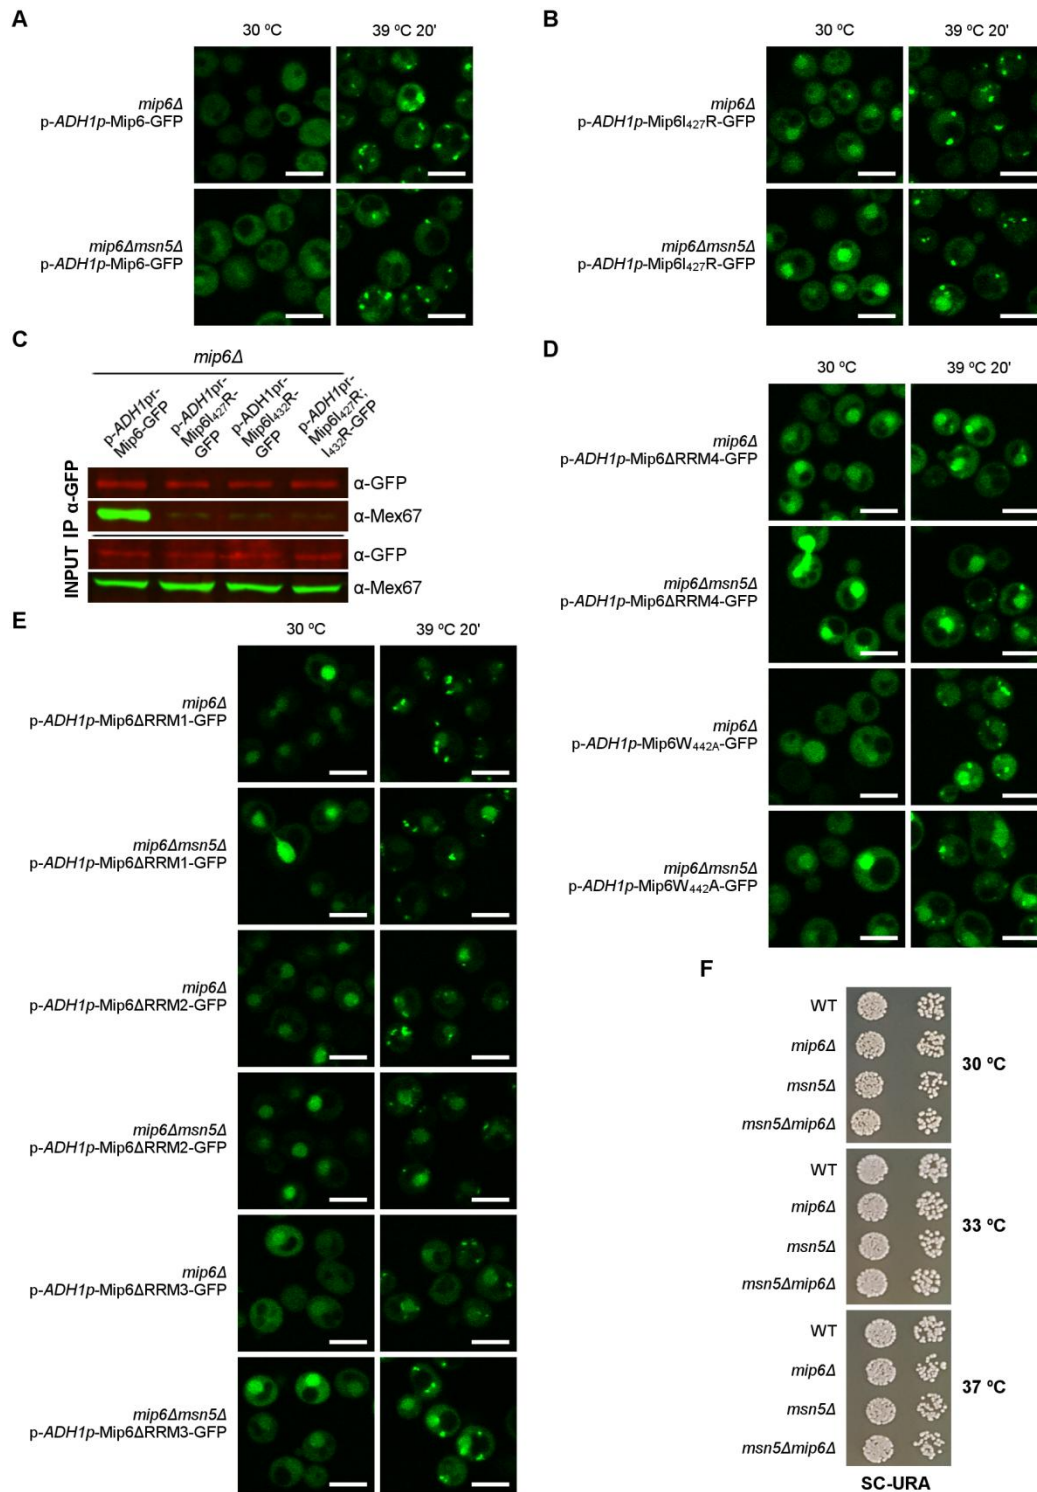 A
30 ºC
39 ºC 20'
mip6Δ
p-ADH1p-Mip6-GFP
mip6Δmsn5Δ
p-ADH1p-Mip6-GFP
B
30 ºC
39 ºC 20'
mip6Δ
p-ADH1p-Mip6I427R-GFP
mip6Δmsn5Δ
p-ADH1p-Mip6I427R-GFP
C
mip6Δ
p-ADH1pr-
Mip6-GFP
p-ADH1pr-
Mip6I427R-
GFP
p-ADH1pr-
Mip6I432R-
GFP
p-ADH1pr-
Mip6I427R;
I432R-GFP
IP α-GFP
α-GFP
α-Mex67
INPUT
α-GFP
α-Mex67
D
30 ºC
39 ºC 20'
mip6Δ
p-ADH1p-Mip6ΔRRM4-GFP
mip6Δmsn5Δ
p-ADH1p-Mip6ΔRRM4-GFP
mip6Δ
p-ADH1p-Mip6W442A-GFP
mip6Δmsn5Δ
p-ADH1p-Mip6W442A-GFP
E
30 ºC
39 ºC 20'
mip6Δ
p-ADH1p-Mip6ΔRRM1-GFP
mip6Δmsn5Δ
p-ADH1p-Mip6ΔRRM1-GFP
mip6Δ
p-ADH1p-Mip6ΔRRM2-GFP
mip6Δmsn5Δ
p-ADH1p-Mip6ΔRRM2-GFP
mip6Δ
p-ADH1p-Mip6ΔRRM3-GFP
mip6Δmsn5Δ
p-ADH1p-Mip6ΔRRM3-GFP
F
WT
mip6Δ
msn5Δ
msn5Δmip6Δ
30 ºC
WT
mip6Δ
msn5Δ
msn5Δmip6Δ
33 ºC
WT
mip6Δ
msn5Δ
msn5Δmip6Δ
37 ºC
SC-URA